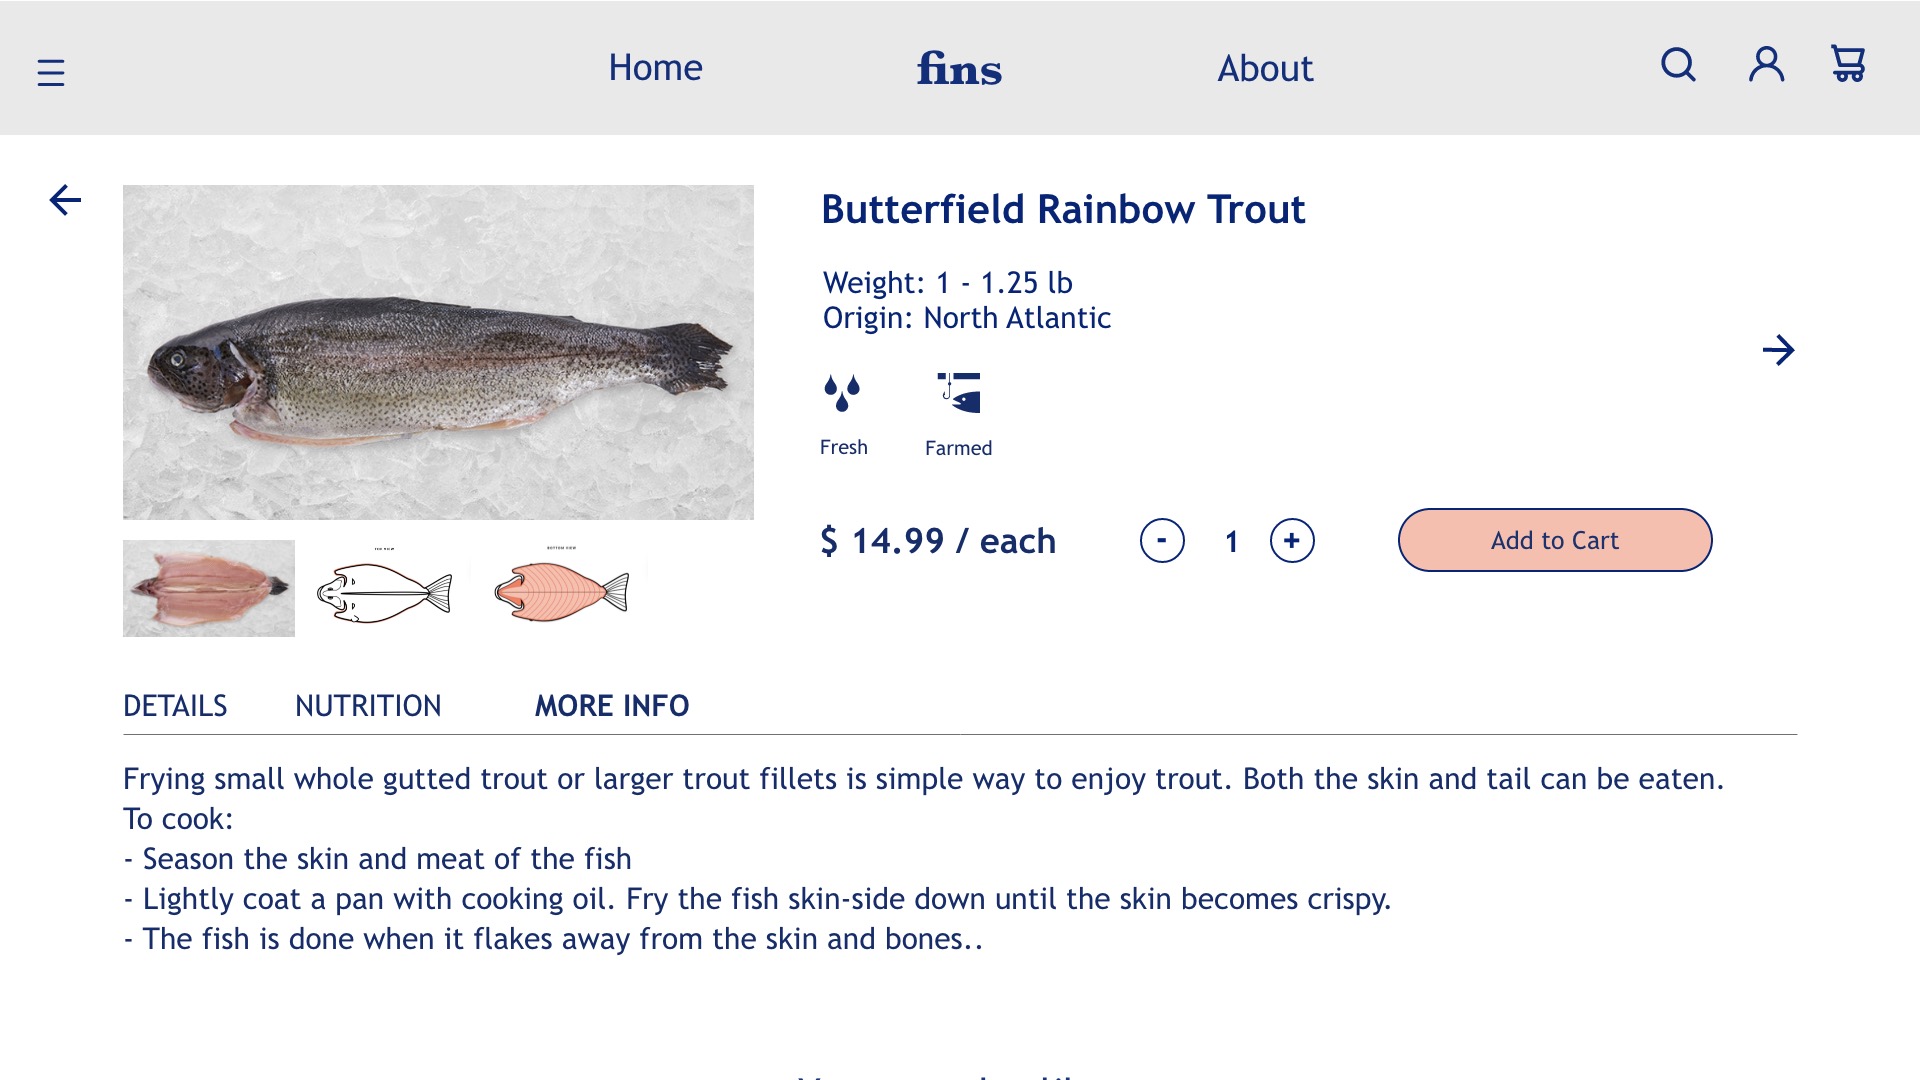 Home
fins
About
Butterfield Rainbow Trout
Weight: 1 - 1.25 lb
Origin: North Atlantic
Fresh
Farmed
$ 14.99 / each
-
1
+
Add to Cart
BOTTOM VIEW
DETAILS
NUTRITION
MORE INFO
Frying small whole gutted trout or larger trout fillets is simple way to enjoy trout. Both the skin and tail can be eaten.
To cook:
- Season the skin and meat of the fish
- Lightly coat a pan with cooking oil. Fry the fish skin-side down until the skin becomes crispy.
- The fish is done when it flakes away from the skin and bones..